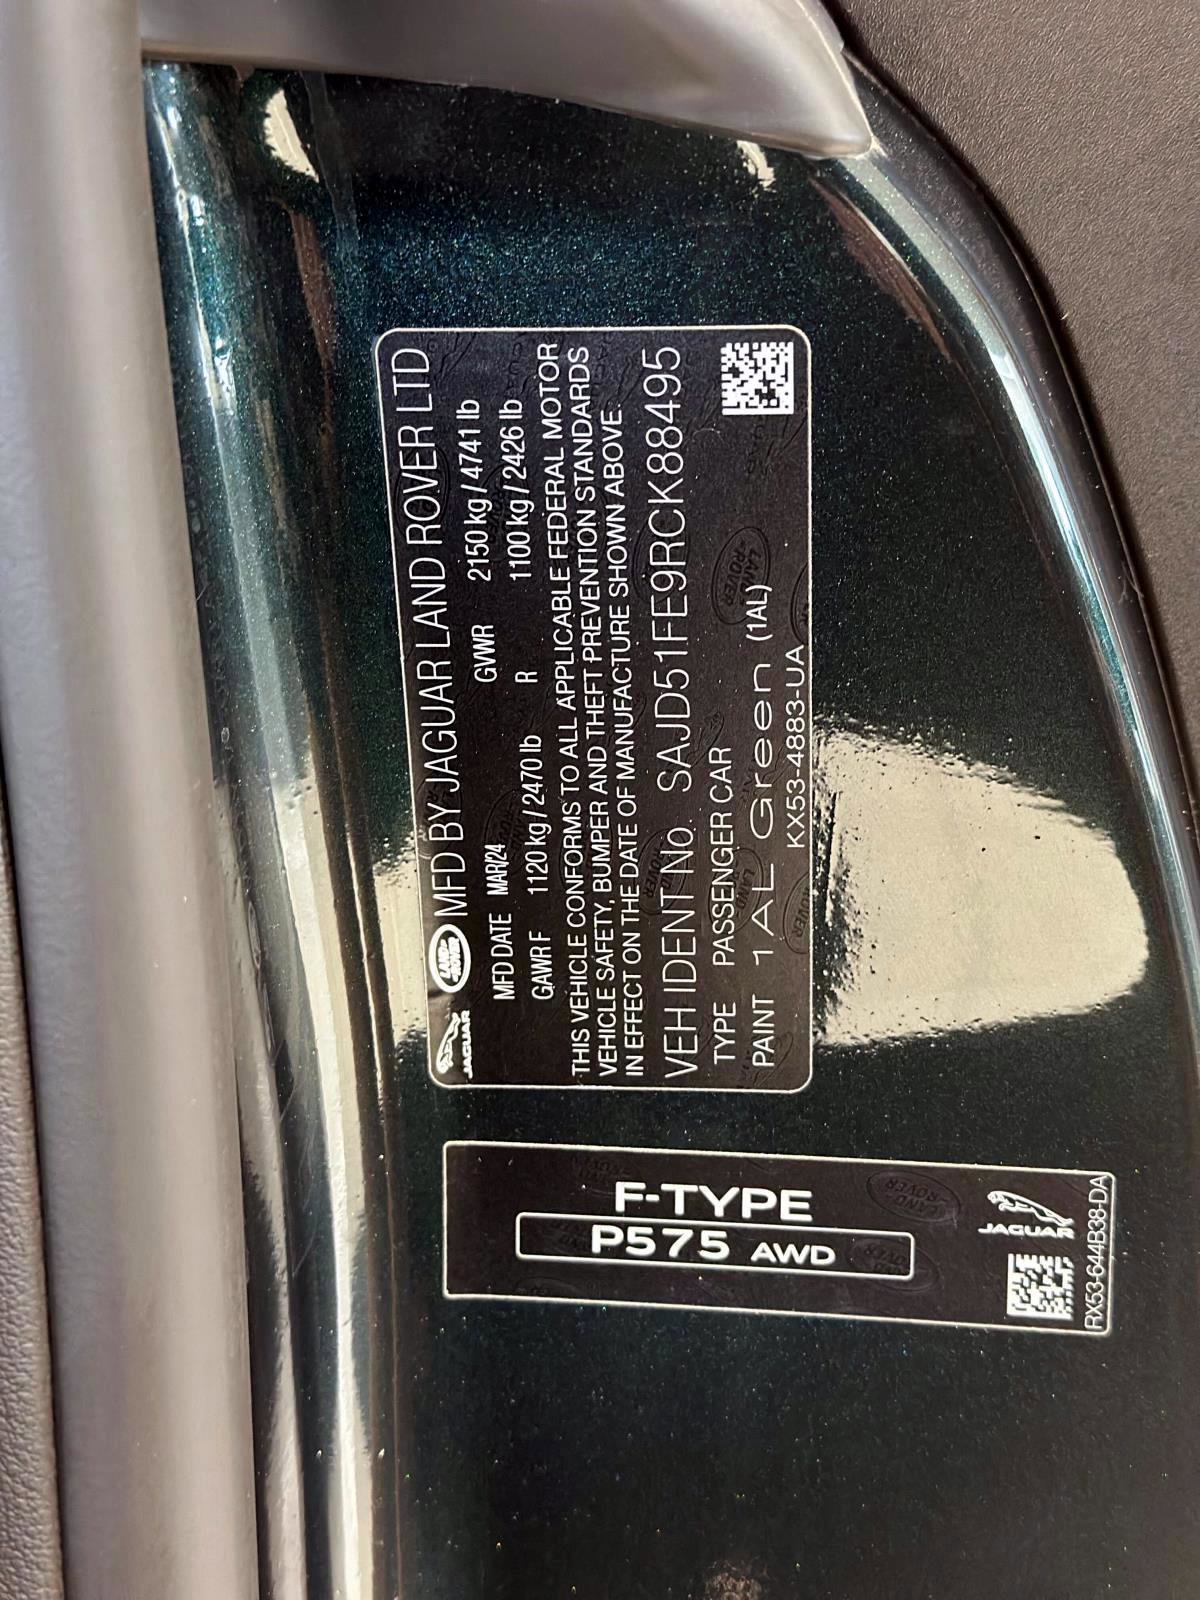 JAGUAR LAND ROVER MFD BY JAGUAR LAND ROVER LTD
MFD DATE MAR/24 GVWR 2150 kg / 4741 lb
GAWR F 1120 kg / 2470 lb R 1100 kg / 2426 lb
THIS VEHICLE CONFORMS TO ALL APPLICABLE FEDERAL MOTOR
VEHICLE SAFETY, BUMPER AND THEFT PREVENTION STANDARDS
IN EFFECT ON THE DATE OF MANUFACTURE SHOWN ABOVE.
VEH IDENT No. SAJD51FE9RCK88495
TYPE PASSENGER CAR
PAINT 1AL Green (1AL)
KX53-4883-UA
F-TYPE
P575 AWD
JAGUAR
RX53-644B38-DA